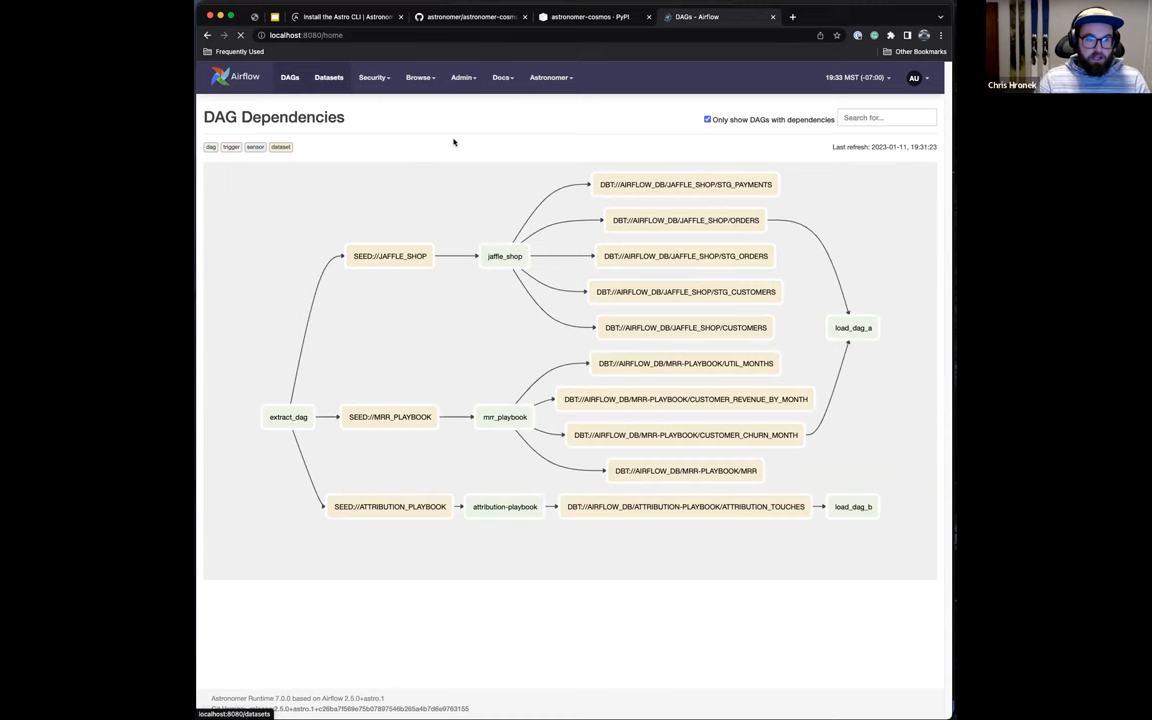 Install the Astro CLI | Astronom
astronomer/astronomer-cosm
astronomer-cosmos · PyPI
DAGs - Airflow
localhost:8080/home
Frequently Used
Other Bookmarks
Chris Hronek
Airflow
DAGs
Datasets
Security
Browse
Admin
Docs
Astronomer
19:33 MST (-07:00)
AU
DAG Dependencies
Only show DAGs with dependencies
Search for...
dag
trigger
sensor
dataset
Last refresh: 2023-01-11, 19:31:23
DBT://AIRFLOW_DB/JAFFLE_SHOP/STG_PAYMENTS
DBT://AIRFLOW_DB/JAFFLE_SHOP/ORDERS
SEED://JAFFLE_SHOP
jaffle_shop
DBT://AIRFLOW_DB/JAFFLE_SHOP/STG_ORDERS
DBT://AIRFLOW_DB/JAFFLE_SHOP/STG_CUSTOMERS
DBT://AIRFLOW_DB/JAFFLE_SHOP/CUSTOMERS
load_dag_a
DBT://AIRFLOW_DB/MRR-PLAYBOOK/UTIL_MONTHS
DBT://AIRFLOW_DB/MRR-PLAYBOOK/CUSTOMER_REVENUE_BY_MONTH
extract_dag
SEED://MRR_PLAYBOOK
mrr_playbook
DBT://AIRFLOW_DB/MRR-PLAYBOOK/CUSTOMER_CHURN_MONTH
DBT://AIRFLOW_DB/MRR-PLAYBOOK/MRR
SEED://ATTRIBUTION_PLAYBOOK
attribution-playbook
DBT://AIRFLOW_DB/ATTRIBUTION-PLAYBOOK/ATTRIBUTION_TOUCHES
load_dag_b
Astronomer Runtime 7.0.0 based on Airflow 2.5.0+astro.1
localhost:8080/datasets